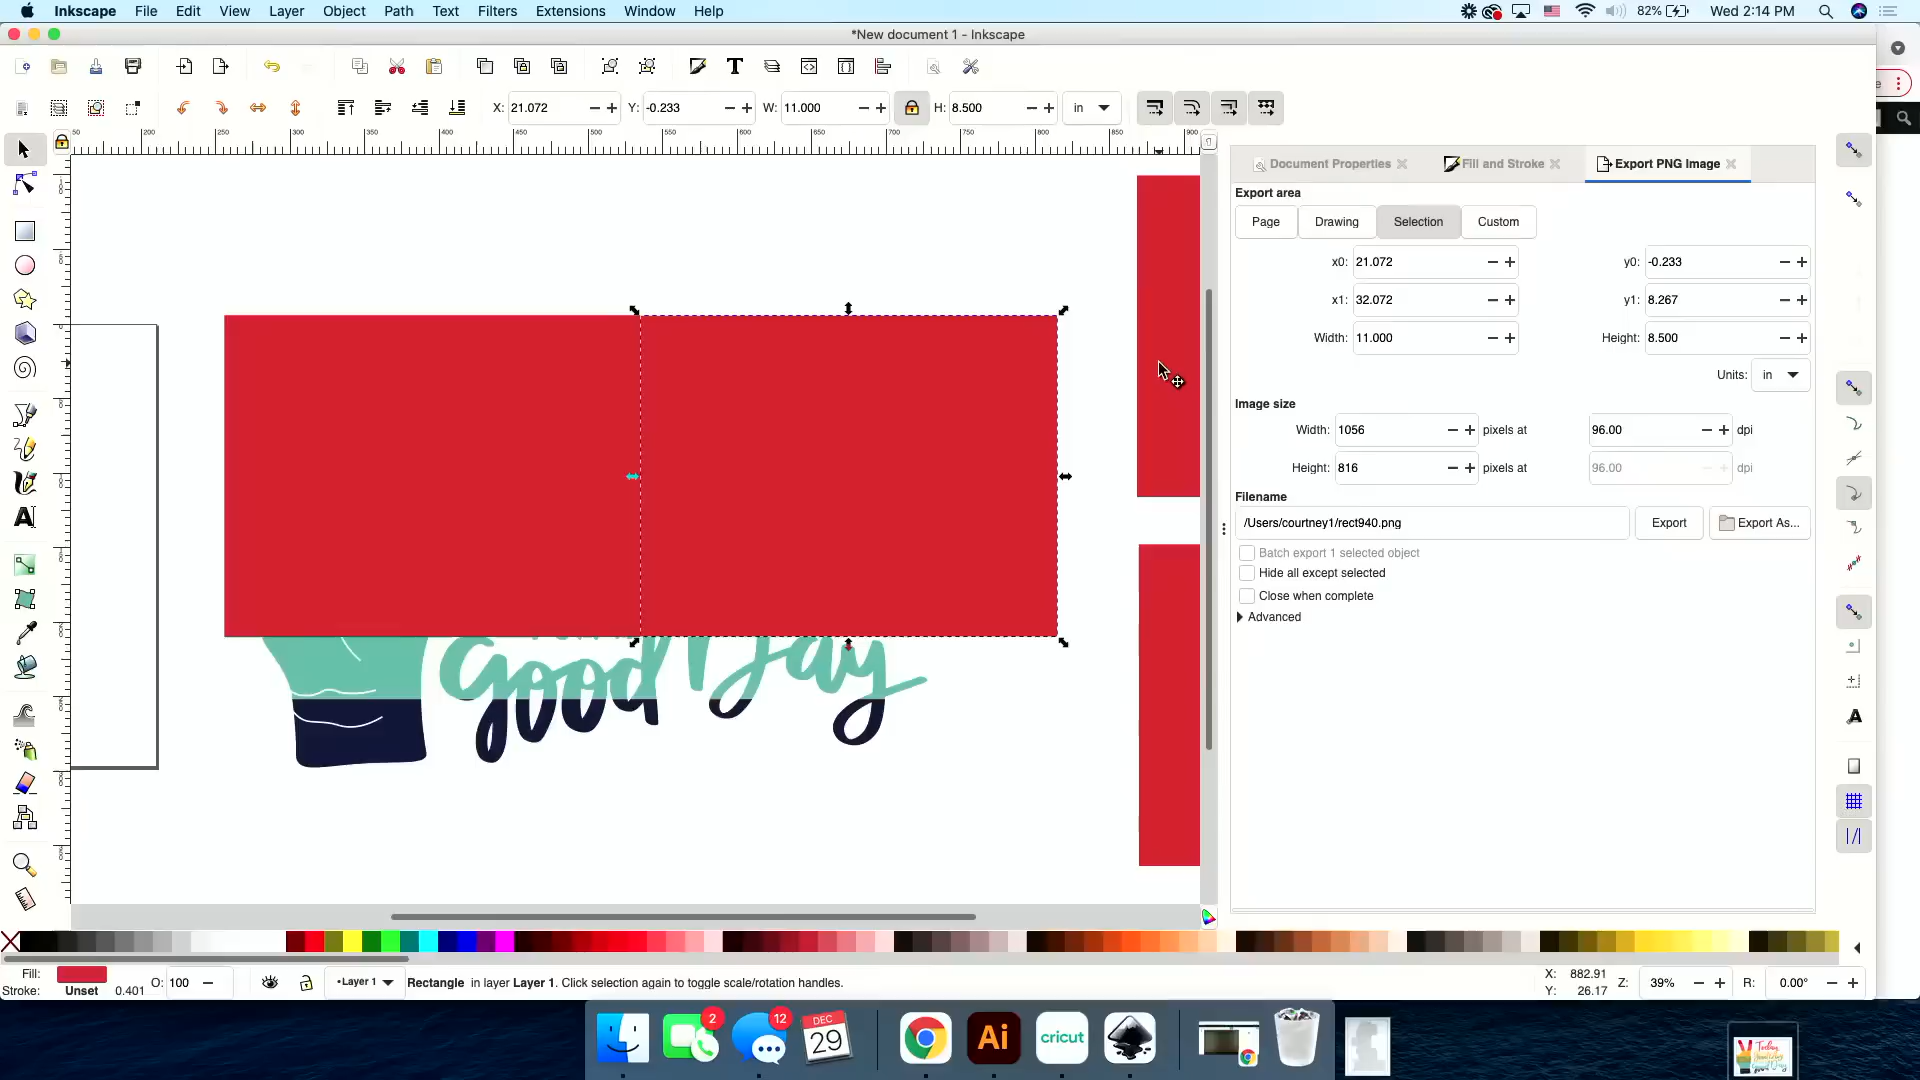 Inkscape File Edit View Layer Object Path Text Filters Extensions Window Help
82% Wed 2:14 PM
*New document 1 - Inkscape
X: 21.072 Y: -0.233 W: 11.000 H: 8.500 in
Document Properties Fill and Stroke Export PNG Image
Export area
Page Drawing Selection Custom
x0: 21.072 y0: -0.233
x1: 32.072 y1: 8.267
Width: 11.000 Height: 8.500
Units: in
Image size
Width: 1056 pixels at 96.00 dpi
Height: 816 pixels at 96.00 dpi
Filename
/Users/courtney1/rect940.png Export Export As...
Batch export 1 selected object
Hide all except selected
Close when complete
Advanced
good Day
Fill: O: 100 Layer 1 Rectangle in layer Layer 1. Click selection again to toggle scale/rotation handles. X: 882.91 Z: 39% R: 0.00°
Stroke: Unset 0.401 Y: 26.17
2 12 DEC
29 Ai cricut